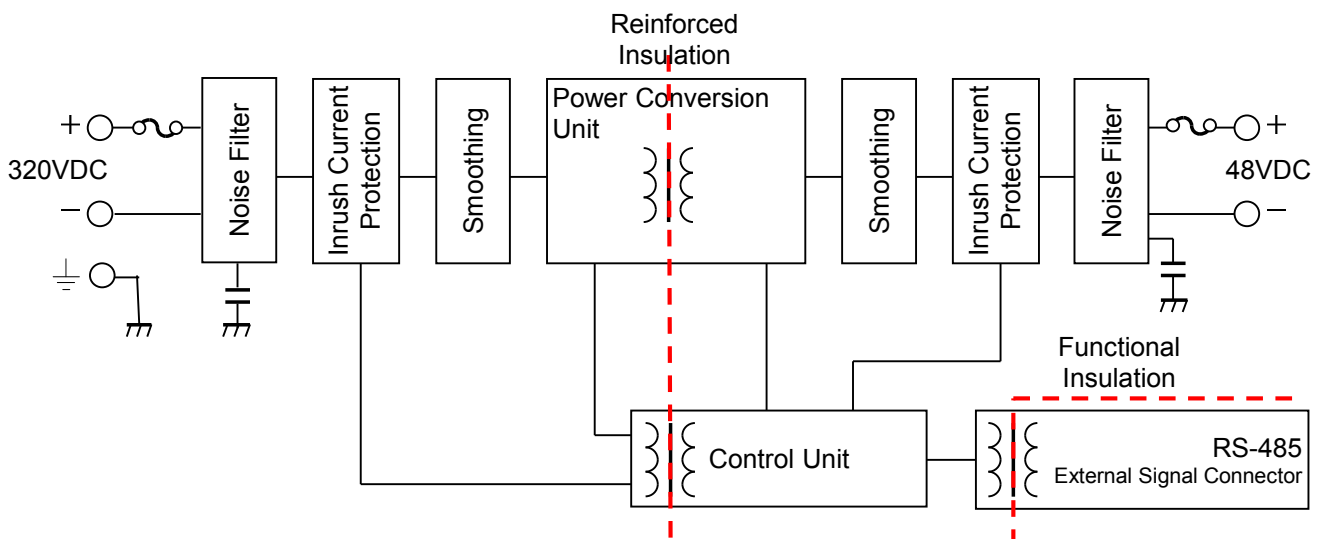 Reinforced
Insulation
Noise Filter
Inrush Current
Protection
Smoothing
Power Conversion
Unit
Smoothing
Inrush Current
Protection
Noise Filter
+
320VDC
−
+
48VDC
−
Functional
Insulation
Control Unit
RS-485
External Signal Connector